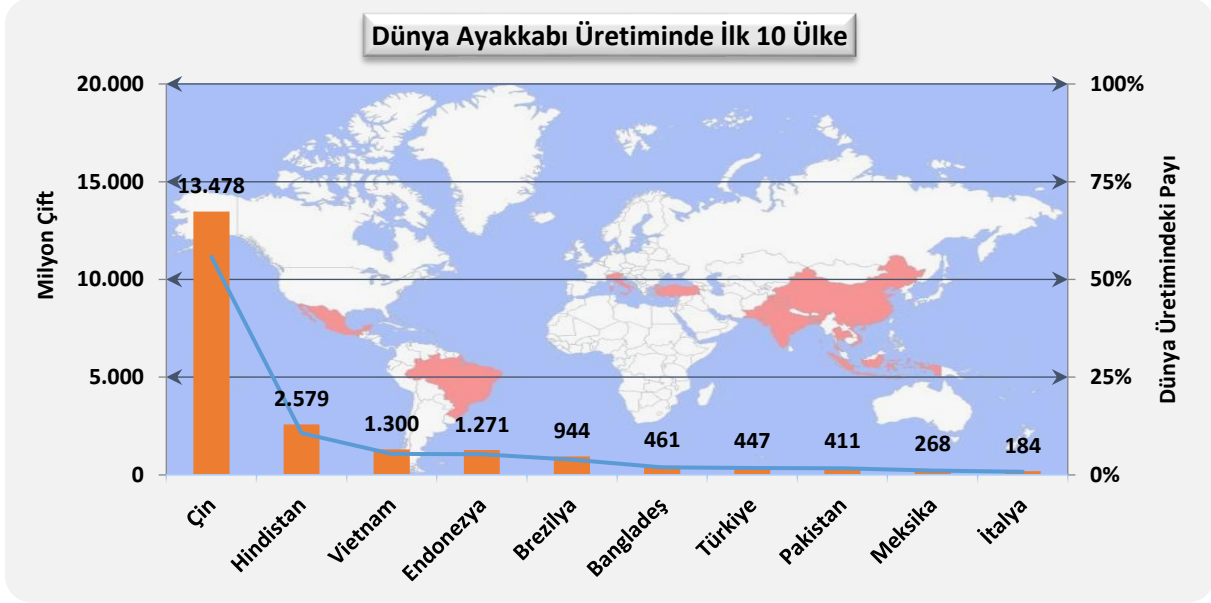 Dünya Ayakkabı Üretiminde İlk 10 Ülke
Milyon Çift
20.000
15.000
10.000
5.000
0
13.478
2.579
1.300
1.271
944
461
447
411
268
184
100%
75%
50%
25%
0%
Dünya Üretimindeki Payı
Çin
Hindistan
Vietnam
Endonezya
Brezilya
Bangladeş
Türkiye
Pakistan
Meksika
İtalya